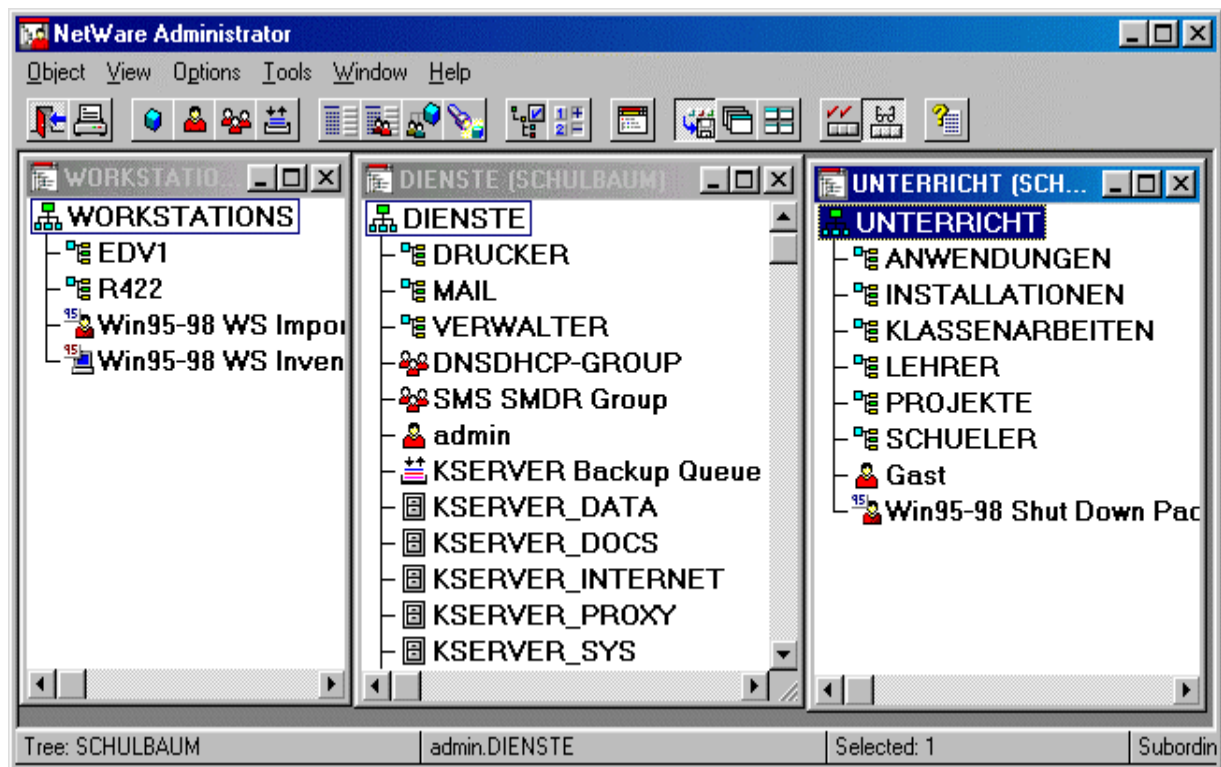 NetWare Administrator
Object View Options Tools Window Help
WORKSTATIO...
WORKSTATIONS
EDV1
R422
Win95-98 WS Impor
Win95-98 WS Inven
DIENSTE (SCHULBAUM
DIENSTE
DRUCKER
MAIL
VERWALTER
DNSDHCP-GROUP
SMS SMDR Group
admin
KSERVER Backup Queue
KSERVER_DATA
KSERVER_DOCS
KSERVER_INTERNET
KSERVER_PROXY
KSERVER_SYS
UNTERRICHT (SCH...
UNTERRICHT
ANWENDUNGEN
INSTALLATIONEN
KLASSENARBEITEN
LEHRER
PROJEKTE
SCHUELER
Gast
Win95-98 Shut Down Pac
Tree: SCHULBAUM admin.DIENSTE Selected: 1 Subordin